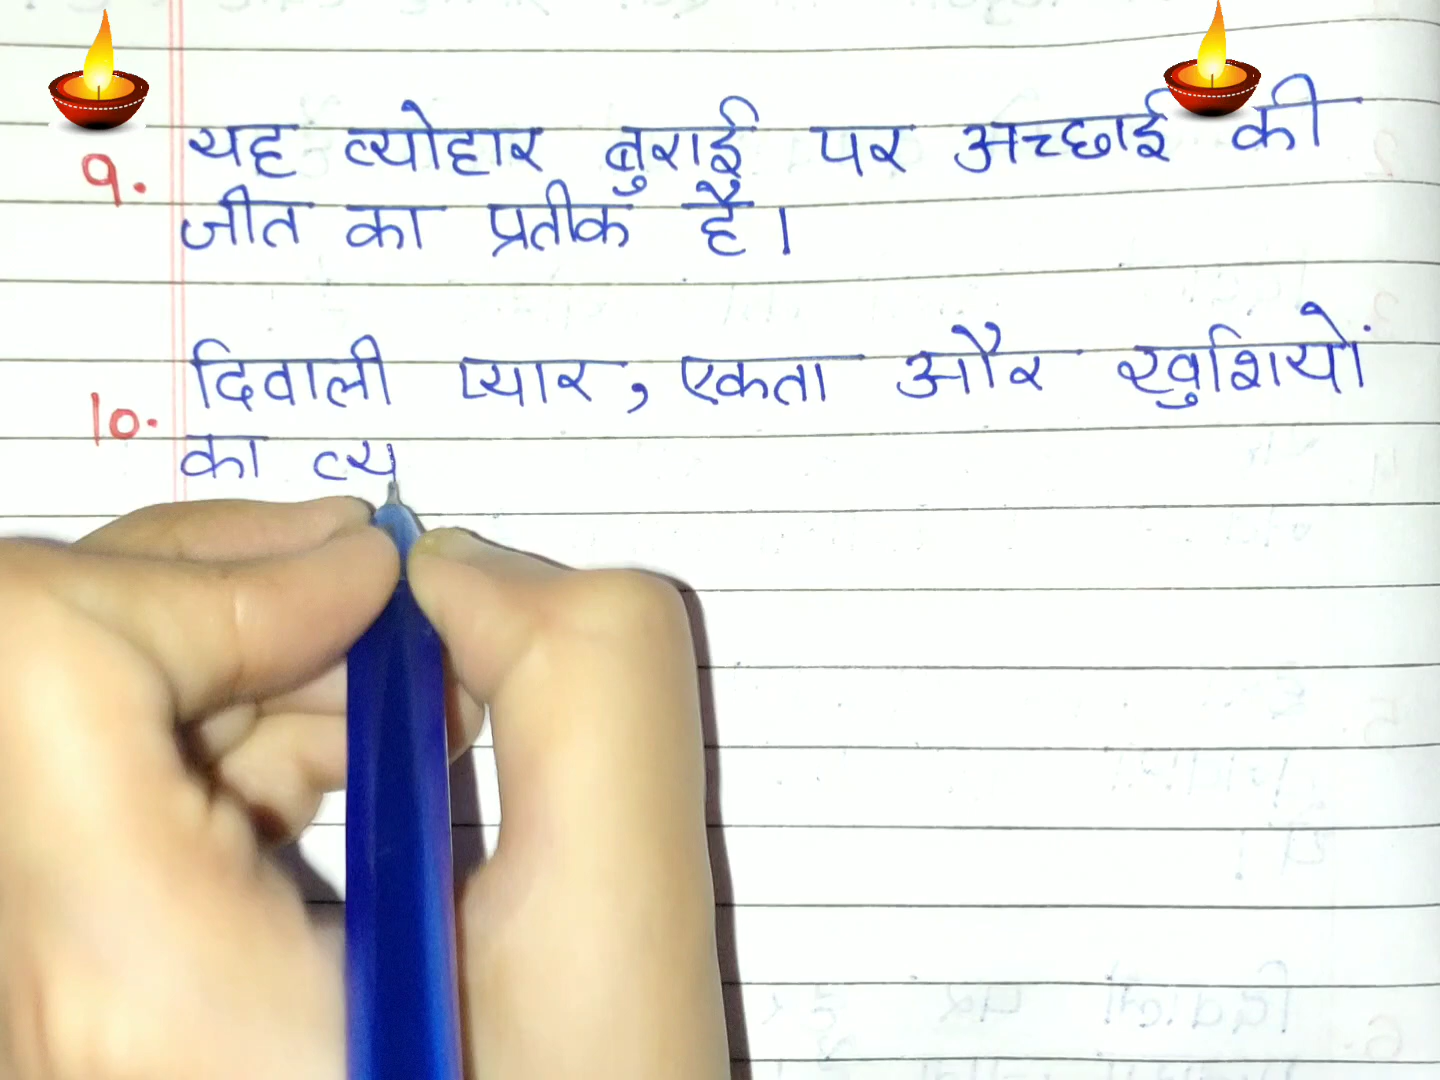 9. यह त्योहार बुराई पर अच्छाई की
जीत का प्रतीक है।
10. दिवाली प्यार, एकता और खुशियों
का त्य